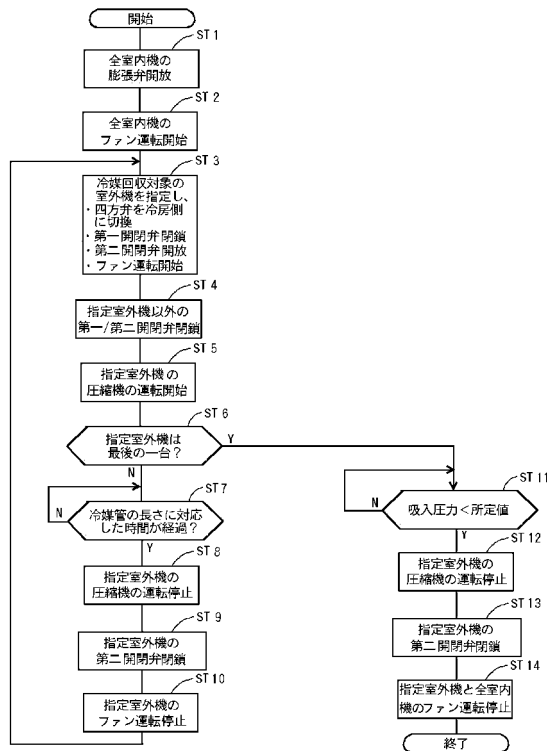 開始
ST 1
全室内機の
膨張弁開放
ST 2
全室内機の
ファン運転開始
ST 3
冷媒回収対象の
室外機を指定し、
・四方弁を冷房側
に切換
・第一開閉弁閉鎖
・第二開閉弁開放
・ファン運転開始
ST 4
指定室外機以外の
第一/第二開閉弁閉鎖
ST 5
指定室外機の
圧縮機の運転開始
ST 6
指定室外機は
最後の一台?
Y
N
ST 7
冷媒管の長さに対応
した時間が経過?
N
Y
ST 8
指定室外機の
圧縮機の運転停止
ST 9
指定室外機の
第二開閉弁閉鎖
ST 10
指定室外機の
ファン停止
ST 11
吸入圧力<所定値
N
Y
ST 12
指定室外機の
圧縮機の運転停止
ST 13
指定室外機の
第二開閉弁閉鎖
ST 14
指定室外機と全室内
機のファン運転停止
終了